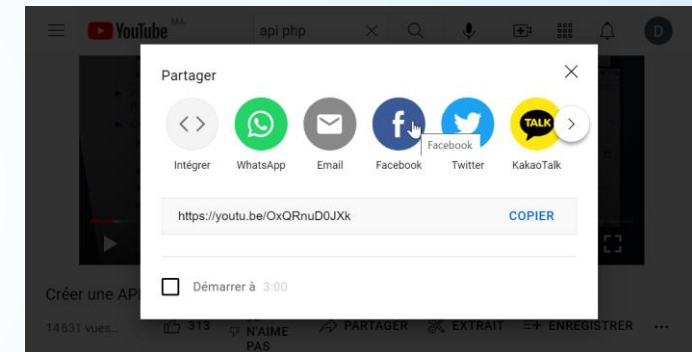 YouTube MA
api php
D
Partager
TALK
Facebook
Intégrer
WhatsApp
Email
Facebook
Twitter
KakaoTalk
https://youtu.be/OxQRnuD0JXk
COPIER
Démarrer à 3:00
Créer une AP
14 631 vues...
313
N'AIME
PAS
PARTAGER
EXTRAIT
ENREGISTRER